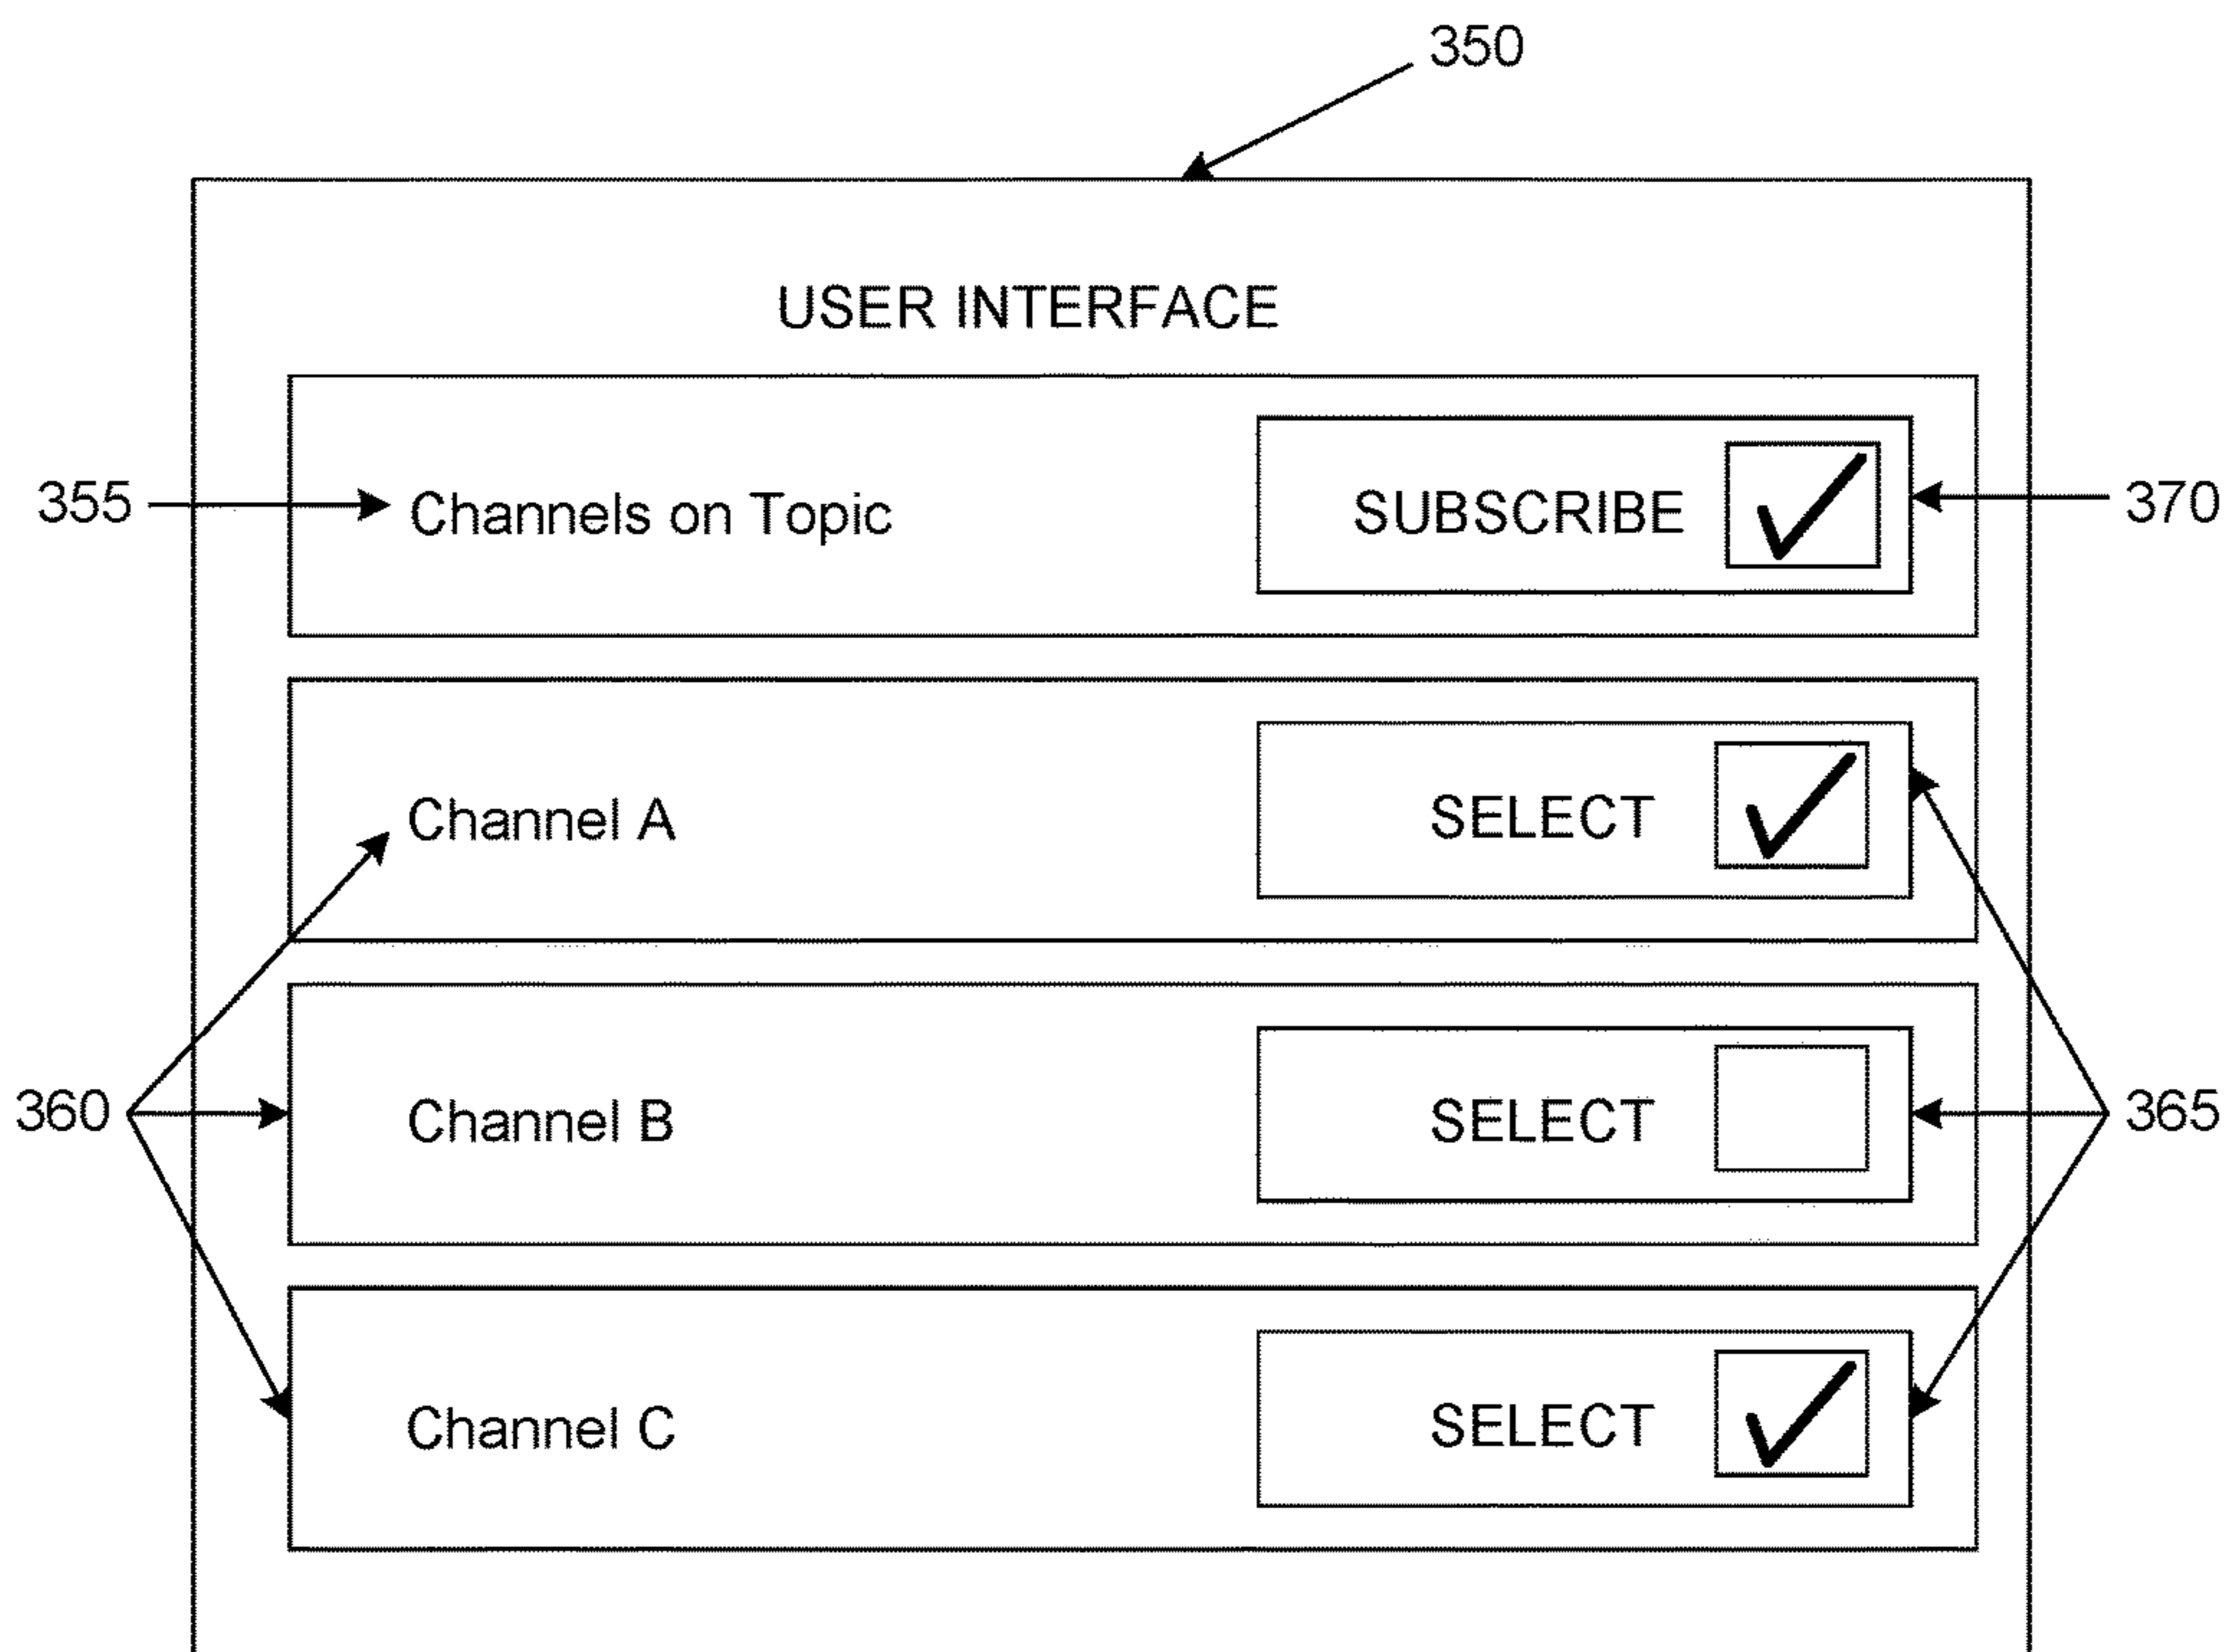 350
USER INTERFACE
355
Channels on Topic
SUBSCRIBE
370
Channel A
SELECT
360
Channel B
SELECT
365
Channel C
SELECT